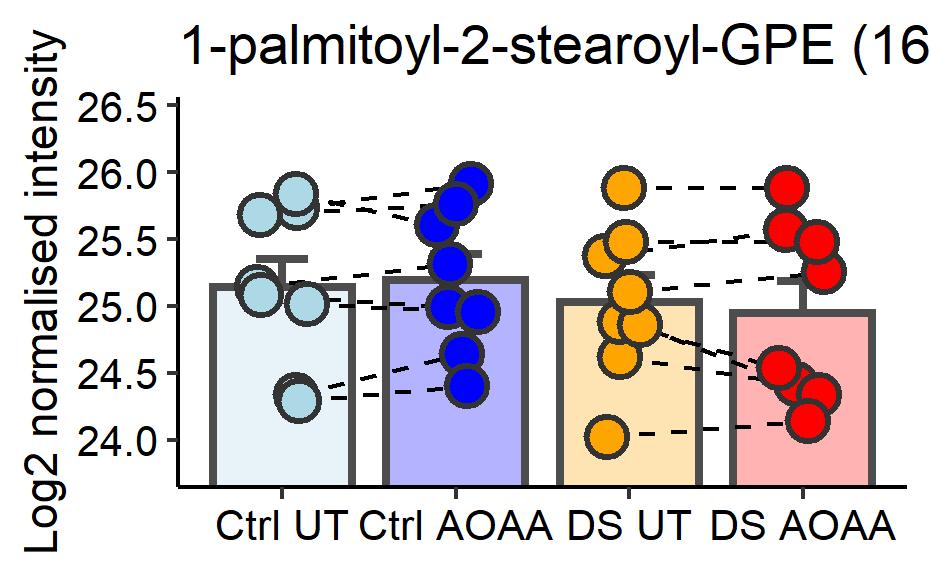 1-palmitoyl-2-stearoyl-GPE (16
Log2 normalised intensity
26.5
26.0
25.5
25.0
24.5
24.0
Ctrl UT Ctrl AOAA DS UT DS AOAA